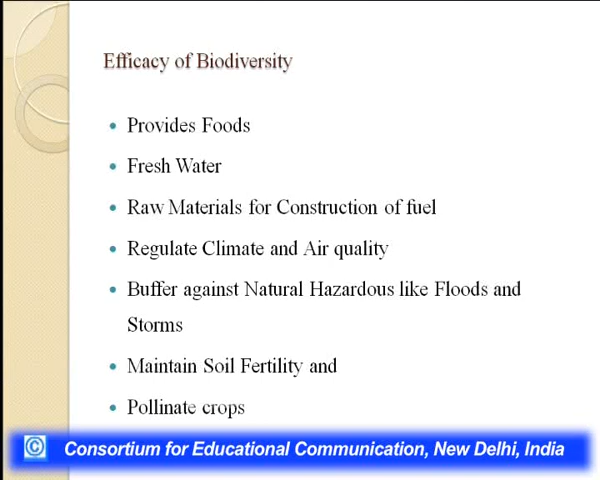 Efficacy of Biodiversity
• Provides Foods
• Fresh Water
• Raw Materials for Construction of fuel
• Regulate Climate and Air quality
• Buffer against Natural Hazardous like Floods and
Storms
• Maintain Soil Fertility and
• Pollinate crops
© Consortium for Educational Communication, New Delhi, India